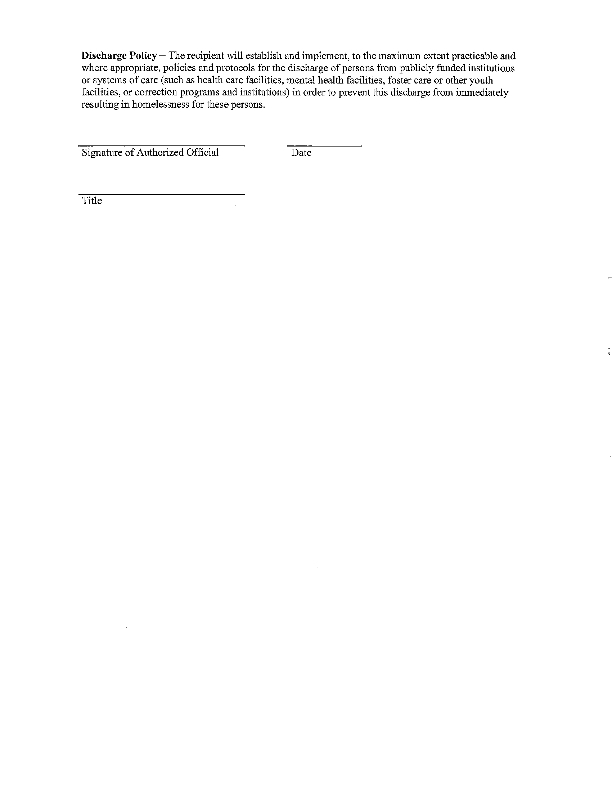 Discharge Policy – The recipient will establish and implement, to the maximum extent practicable and
where appropriate, policies and protocols for the discharge of persons from publicly funded institutions
or systems of care (such as health care facilities, mental health facilities, foster care or other youth
facilities, or correction programs and institutions) in order to prevent this discharge from immediately
resulting in homelessness for these persons.
Signature of Authorized Official Date
Title